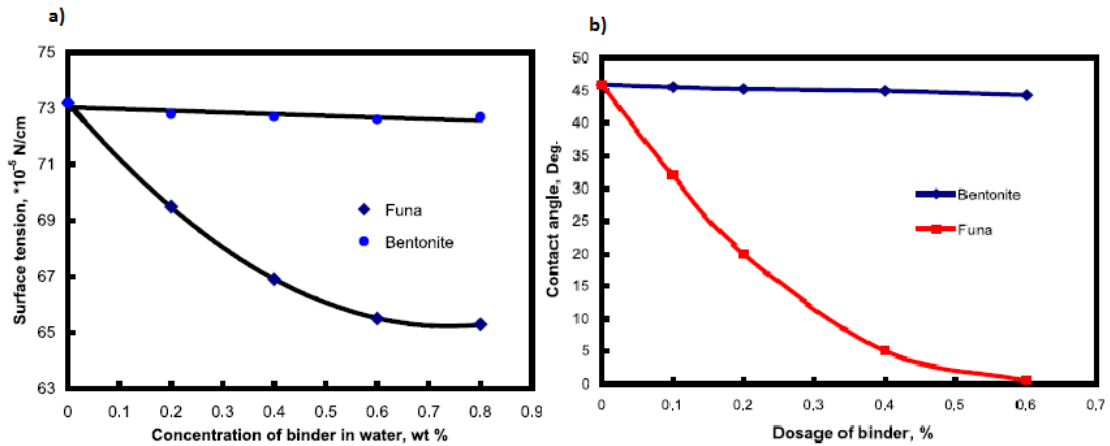 a)
75
73
71
69
67
65
63
Surface tension, *10⁻⁵ N/cm
Funa
Bentonite
0 0.1 0.2 0.3 0.4 0.5 0.6 0.7 0.8 0.9
Concentration of binder in water, wt %
b)
50
45
40
35
30
25
20
15
10
5
0
Contact angle, Deg.
Bentonite
Funa
0 0,1 0,2 0,3 0,4 0,5 0,6 0,7
Dosage of binder, %